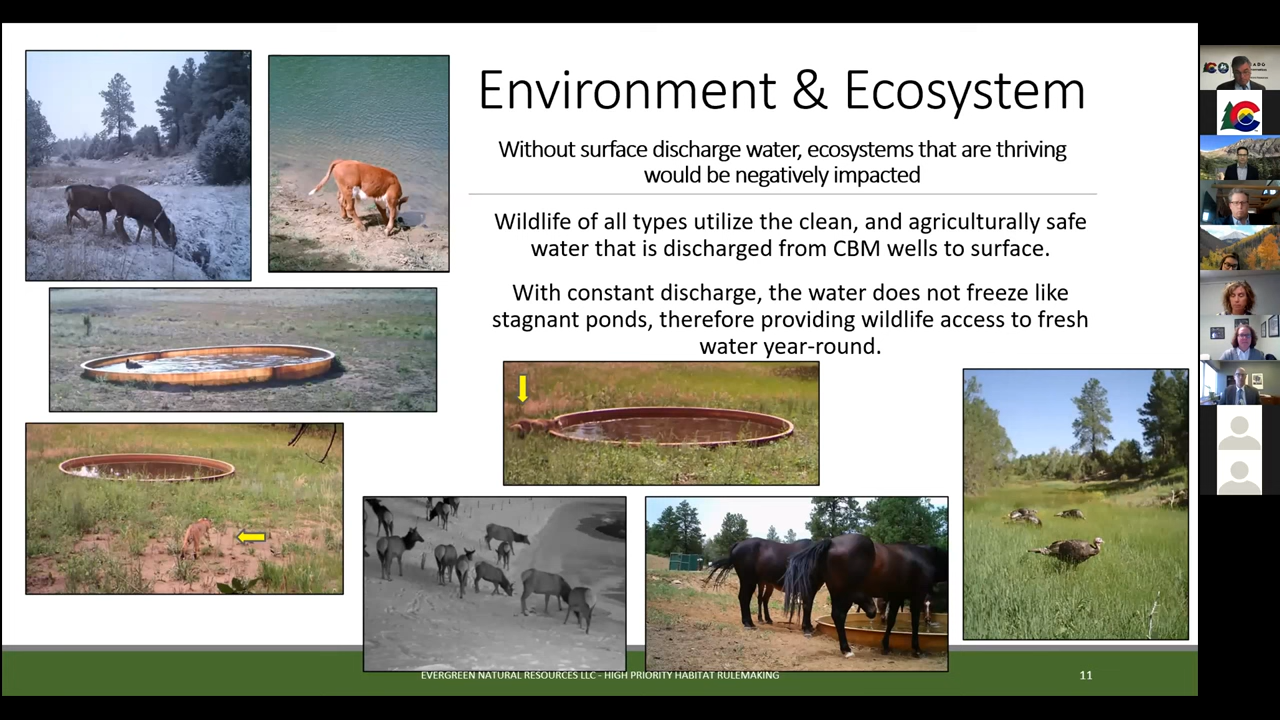 Environment & Ecosystem
Without surface discharge water, ecosystems that are thriving
would be negatively impacted
Wildlife of all types utilize the clean, and agriculturally safe
water that is discharged from CBM wells to surface.
With constant discharge, the water does not freeze like
stagnant ponds, therefore providing wildlife access to fresh
water year-round.
EVERGREEN NATURAL RESOURCES LLC - HIGH PRIORITY HABITAT RULEMAKING
11